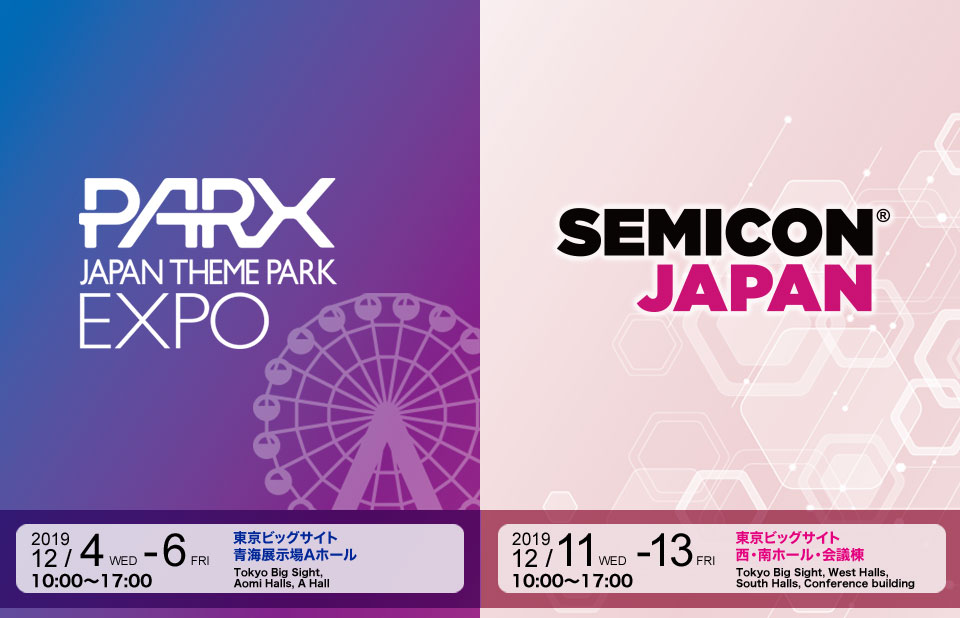 PARX
JAPAN THEME PARK
EXPO
2019
12 / 4 WED - 6 FRI
10:00〜17:00
東京ビッグサイト
青海展示場Aホール
Tokyo Big Sight,
Aomi Halls, A Hall
SEMICON®
JAPAN
2019
12 / 11 WED -13 FRI
10:00〜17:00
東京ビッグサイト
西・南ホール・会議棟
Tokyo Big Sight, West Halls,
South Halls, Conference building